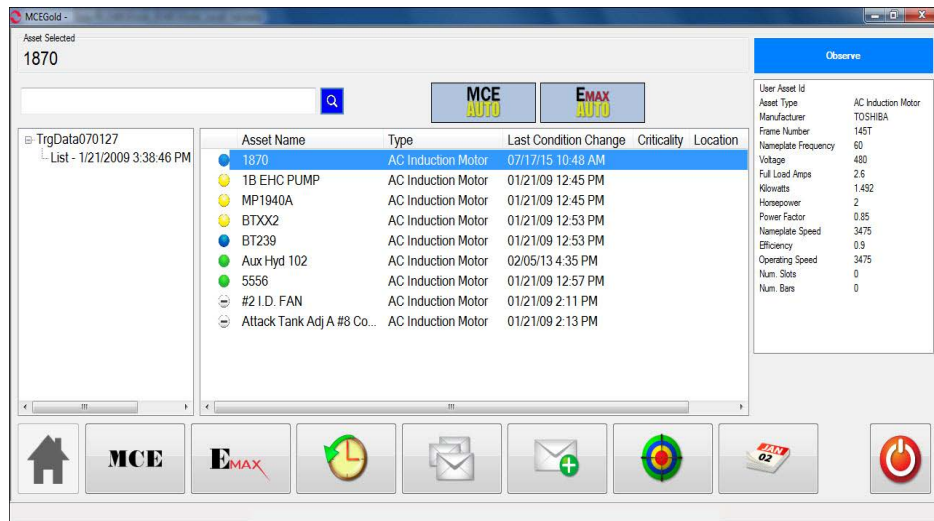 MCEGold -
Asset Selected
1870
Observe
MCE
AUTO
EMAX
AUTO
TrgData070127
List - 1/21/2009 3:38:46 PM
Asset Name Type Last Condition Change Criticality Location
1870 AC Induction Motor 07/17/15 10:48 AM
1B EHC PUMP AC Induction Motor 01/21/09 12:45 PM
MP1940A AC Induction Motor 01/21/09 12:45 PM
BTXX2 AC Induction Motor 01/21/09 12:53 PM
BT239 AC Induction Motor 01/21/09 12:53 PM
Aux Hyd 102 AC Induction Motor 02/05/13 4:35 PM
5556 AC Induction Motor 01/21/09 12:57 PM
#2 I.D. FAN AC Induction Motor 01/21/09 2:11 PM
Attack Tank Adj A #8 Co... AC Induction Motor 01/21/09 2:13 PM
User Asset Id
Asset Type AC Induction Motor
Manufacturer TOSHIBA
Frame Number 145T
Nameplate Frequency 60
Voltage 480
Full Load Amps 2.6
Kilowatts 1.492
Horsepower 2
Power Factor 0.85
Nameplate Speed 3475
Efficiency 0.9
Operating Speed 3475
Num. Slots 0
Num. Bars 0
MCE
EMAX
JAN
02